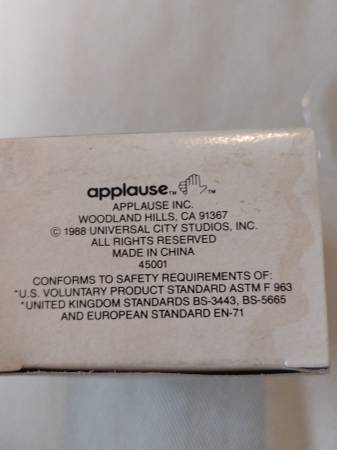 applause™ ™
APPLAUSE INC.
WOODLAND HILLS, CA 91367
© 1988 UNIVERSAL CITY STUDIOS, INC.
ALL RIGHTS RESERVED
MADE IN CHINA
45001
CONFORMS TO SAFETY REQUIREMENTS OF:
*U.S. VOLUNTARY PRODUCT STANDARD ASTM F 963
*UNITED KINGDOM STANDARDS BS-3443, BS-5665
AND EUROPEAN STANDARD EN-71